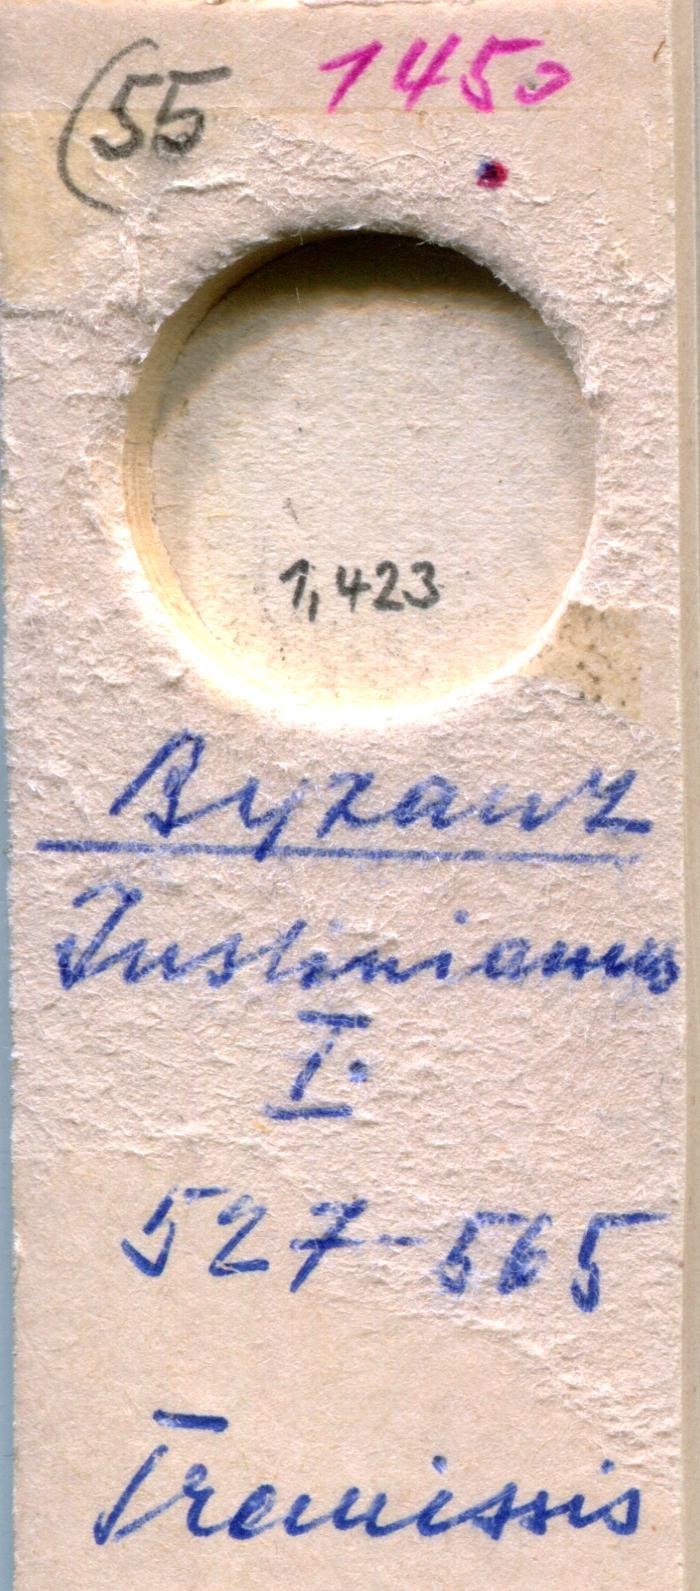 (55 1450
1,423
Byzanz
Justinianus
I.
527-565
Tremissis